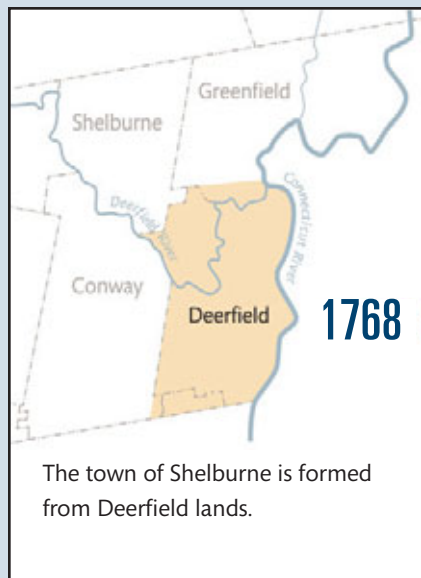 Greenfield
Shelburne
Deerfield River
Connecticut River
Conway
Deerfield
1768
The town of Shelburne is formed
from Deerfield lands.